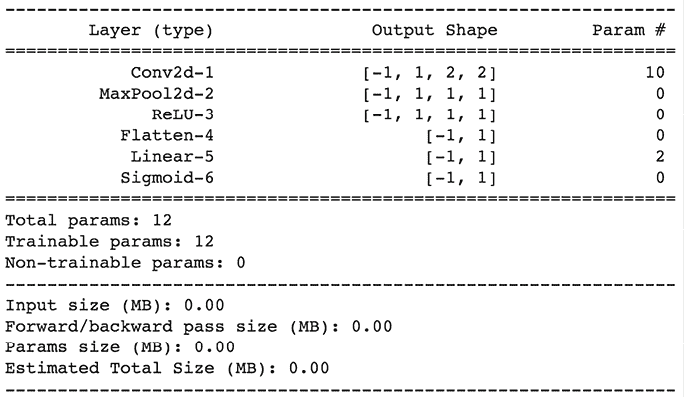 ----------------------------------------------------------------
Layer (type) Output Shape Param #
================================================================
Conv2d-1 [-1, 1, 2, 2] 10
MaxPool2d-2 [-1, 1, 1, 1] 0
ReLU-3 [-1, 1, 1, 1] 0
Flatten-4 [-1, 1] 0
Linear-5 [-1, 1] 2
Sigmoid-6 [-1, 1] 0
================================================================
Total params: 12
Trainable params: 12
Non-trainable params: 0
----------------------------------------------------------------
Input size (MB): 0.00
Forward/backward pass size (MB): 0.00
Params size (MB): 0.00
Estimated Total Size (MB): 0.00
----------------------------------------------------------------